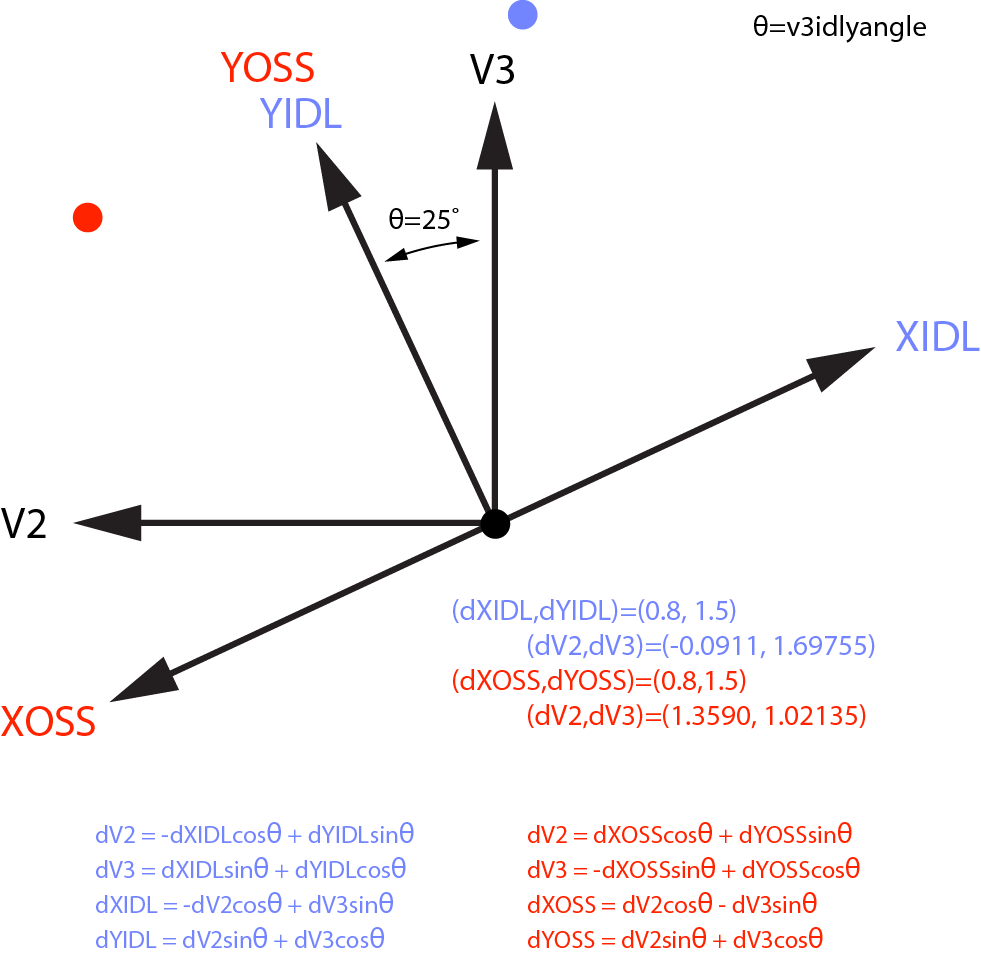 θ=v3idlyangle
YOSS
V3
YIDL
θ=25°
XIDL
V2
(dXIDL,dYIDL)=(0.8, 1.5)
(dV2,dV3)=(-0.0911, 1.69755)
(dXOSS,dYOSS)=(0.8,1.5)
(dV2,dV3)=(1.3590, 1.02135)
XOSS
dV2 = -dXIDLcosθ + dYIDLsinθ
dV3 = dXIDLsinθ + dYIDLcosθ
dXIDL = -dV2cosθ + dV3sinθ
dYIDL = dV2sinθ + dV3cosθ
dV2 = dXOSScosθ + dYOSSsinθ
dV3 = -dXOSSsinθ + dYOSScosθ
dXOSS = dV2cosθ - dV3sinθ
dYOSS = dV2sinθ + dV3cosθ